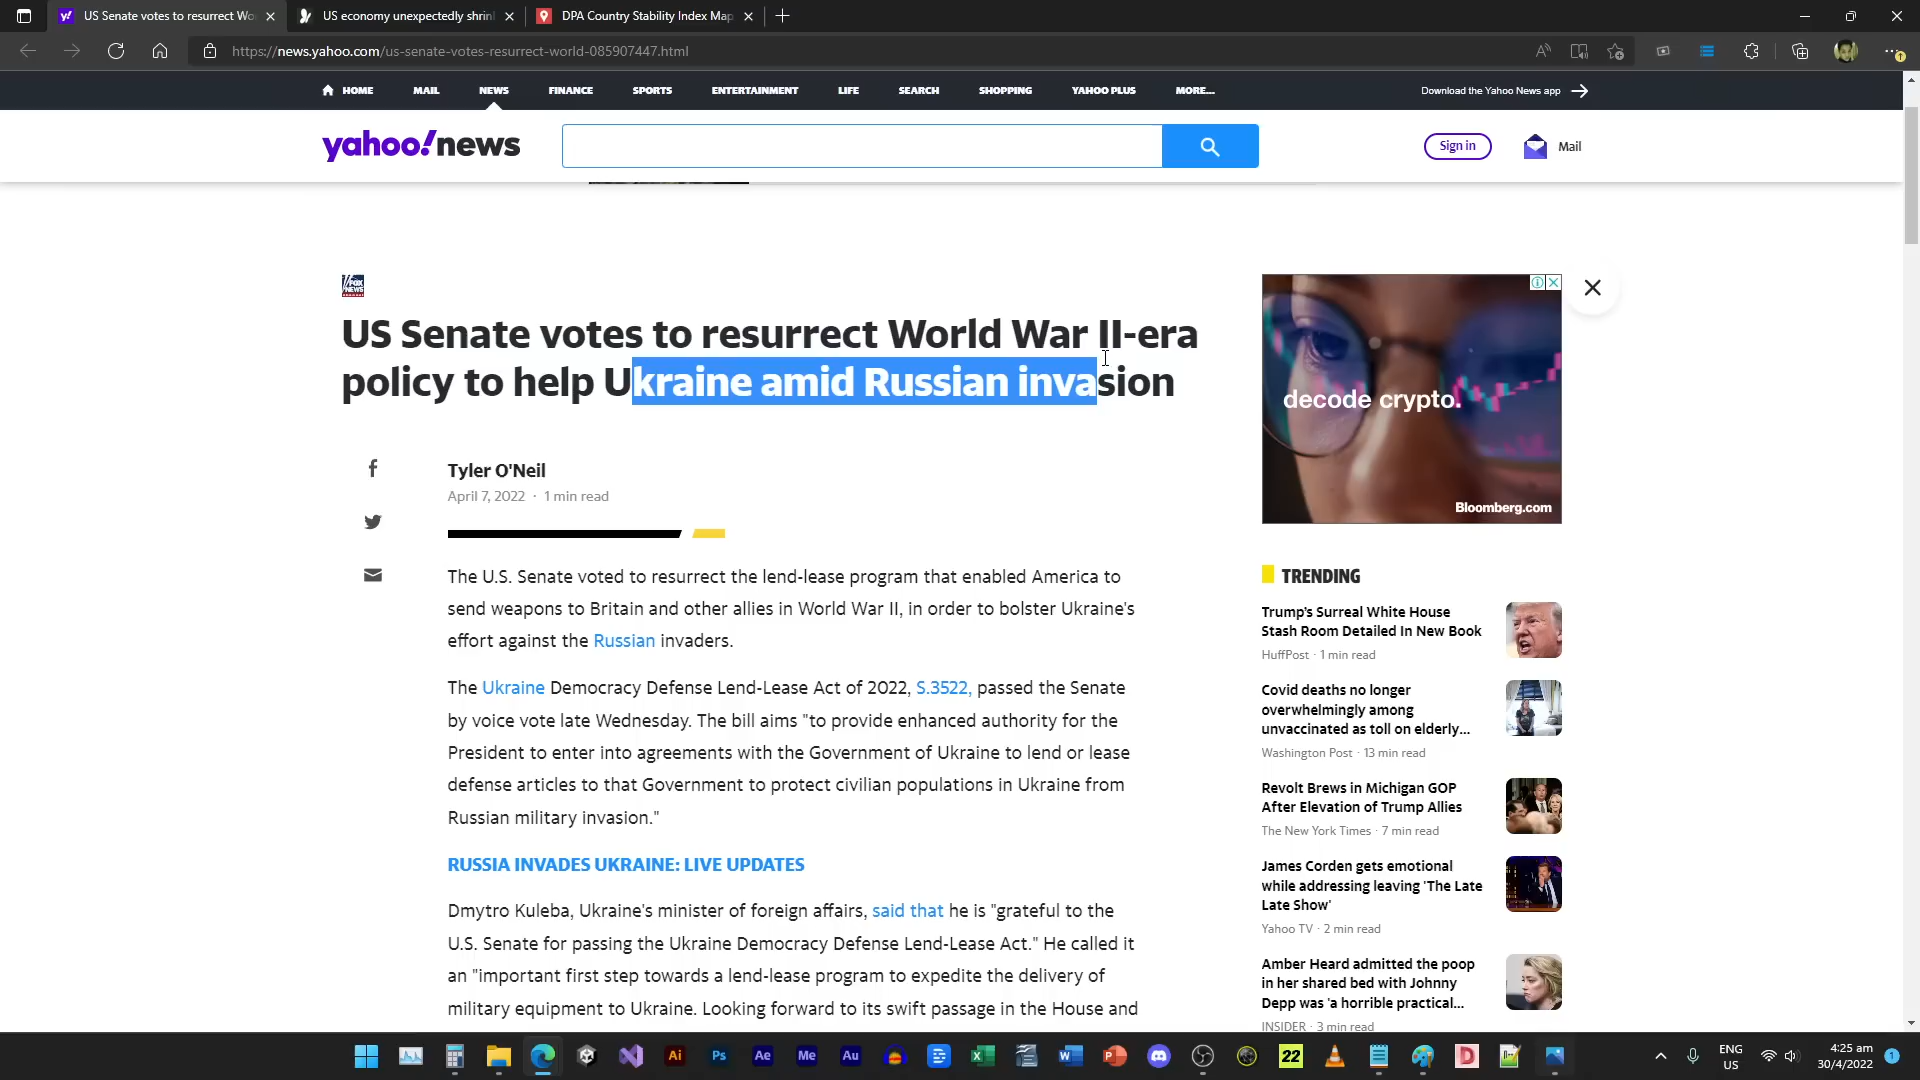 US Senate votes to resurrect Wo
US economy unexpectedly shrin
DPA Country Stability Index Map
https://news.yahoo.com/us-senate-votes-resurrect-world-085907447.html
HOME MAIL NEWS FINANCE SPORTS ENTERTAINMENT LIFE SEARCH SHOPPING YAHOO PLUS MORE... Download the Yahoo News app
yahoo!news
Sign in
Mail
FOX NEWS
US Senate votes to resurrect World War II-era
policy to help Ukraine amid Russian invasion
Tyler O'Neil
April 7, 2022 · 1 min read
The U.S. Senate voted to resurrect the lend-lease program that enabled America to
send weapons to Britain and other allies in World War II, in order to bolster Ukraine's
effort against the Russian invaders.
The Ukraine Democracy Defense Lend-Lease Act of 2022, S.3522, passed the Senate
by voice vote late Wednesday. The bill aims "to provide enhanced authority for the
President to enter into agreements with the Government of Ukraine to lend or lease
defense articles to that Government to protect civilian populations in Ukraine from
Russian military invasion."
RUSSIA INVADES UKRAINE: LIVE UPDATES
Dmytro Kuleba, Ukraine's minister of foreign affairs, said that he is "grateful to the
U.S. Senate for passing the Ukraine Democracy Defense Lend-Lease Act." He called it
an "important first step towards a lend-lease program to expedite the delivery of
military equipment to Ukraine. Looking forward to its swift passage in the House and
decode crypto.
Bloomberg.com
TRENDING
Trump's Surreal White House
Stash Room Detailed In New Book
HuffPost · 1 min read
Covid deaths no longer
overwhelmingly among
unvaccinated as toll on elderly...
Washington Post · 13 min read
Revolt Brews in Michigan GOP
After Elevation of Trump Allies
The New York Times · 7 min read
James Corden gets emotional
while addressing leaving 'The Late
Late Show'
Yahoo TV · 2 min read
Amber Heard admitted the poop
in her shared bed with Johnny
Depp was 'a horrible practical...
INSIDER · 3 min read
Ai Ps Ae Me Au 22
ENG
US
4:25 am
30/4/2022
1